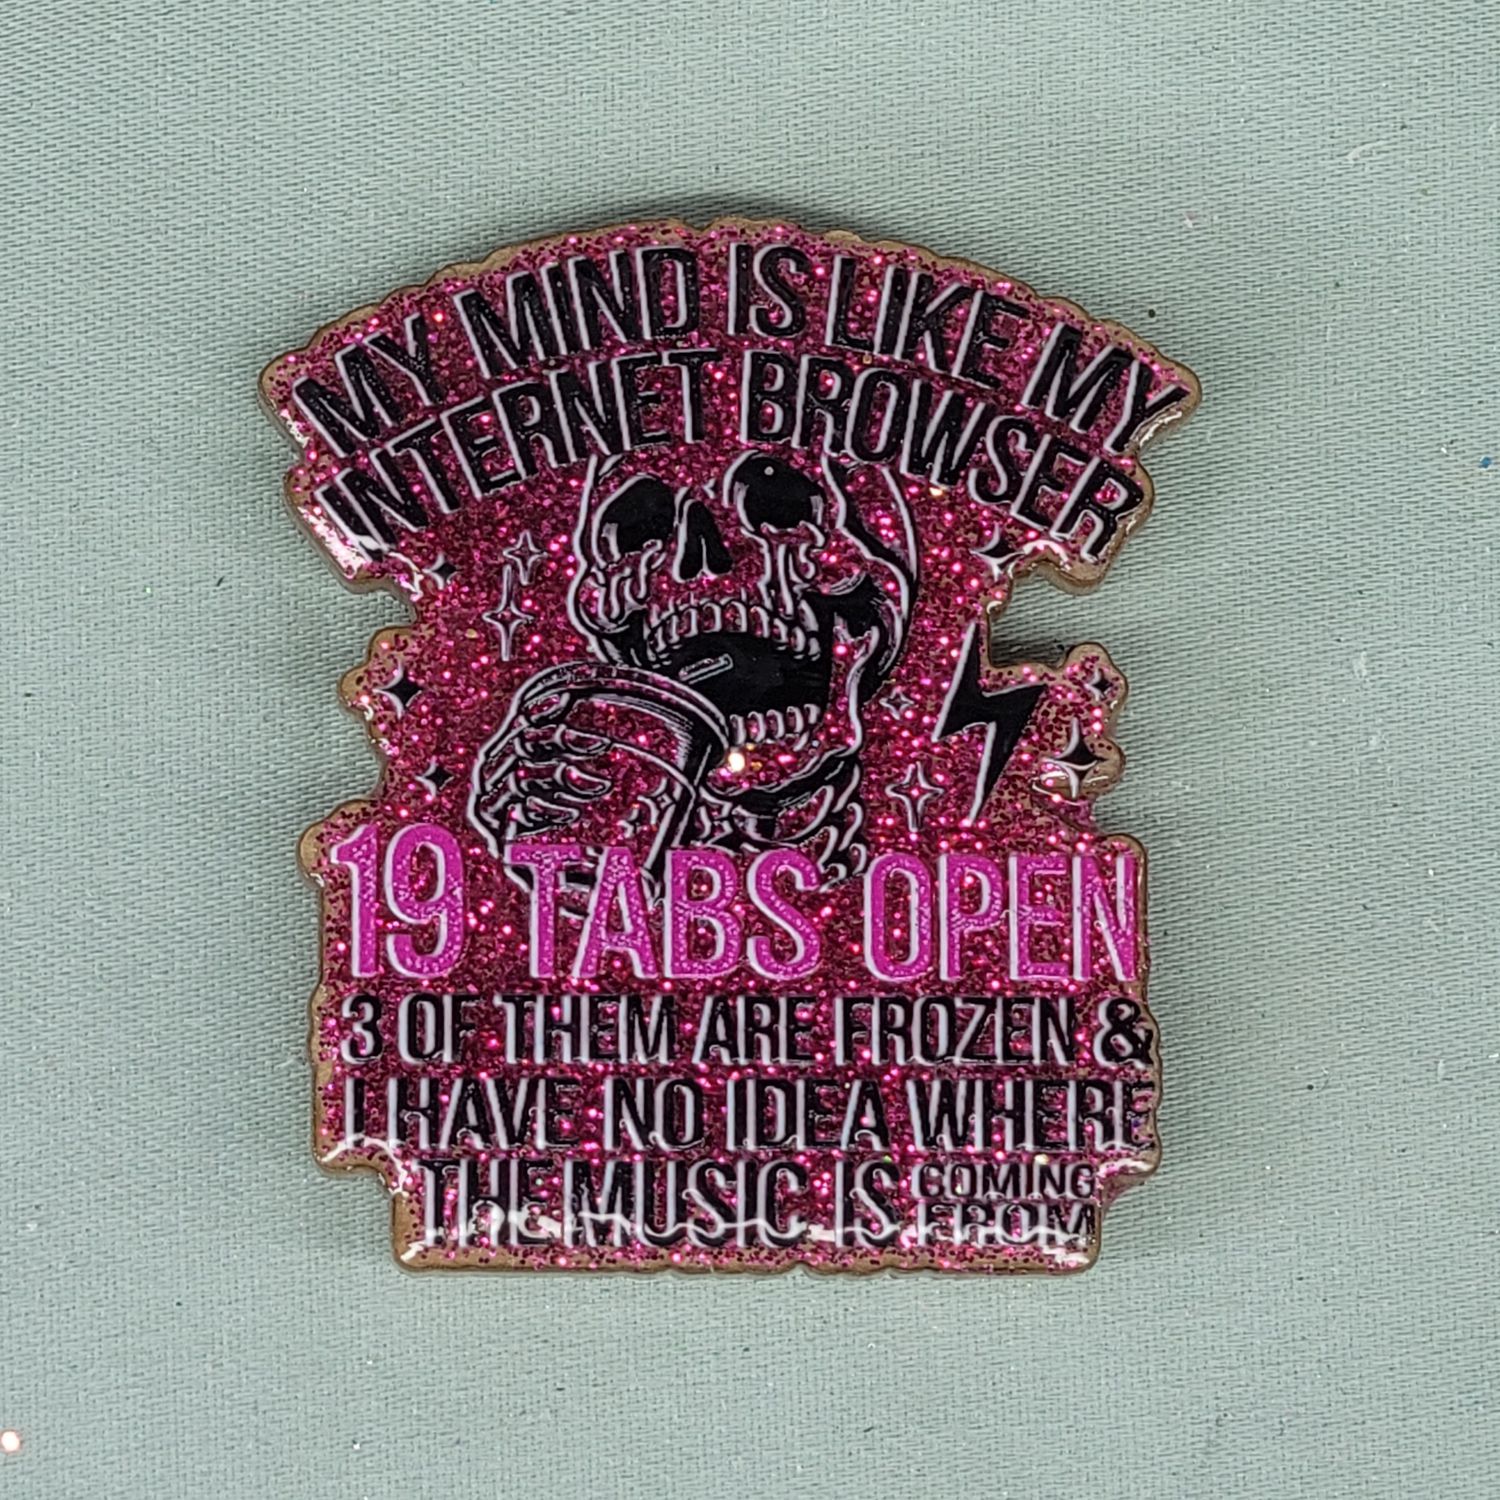 MY MIND IS LIKE MY
INTERNET BROWSER
19 TABS OPEN
3 OF THEM ARE FROZEN &
I HAVE NO IDEA WHERE
THE MUSIC IS COMING
FROM